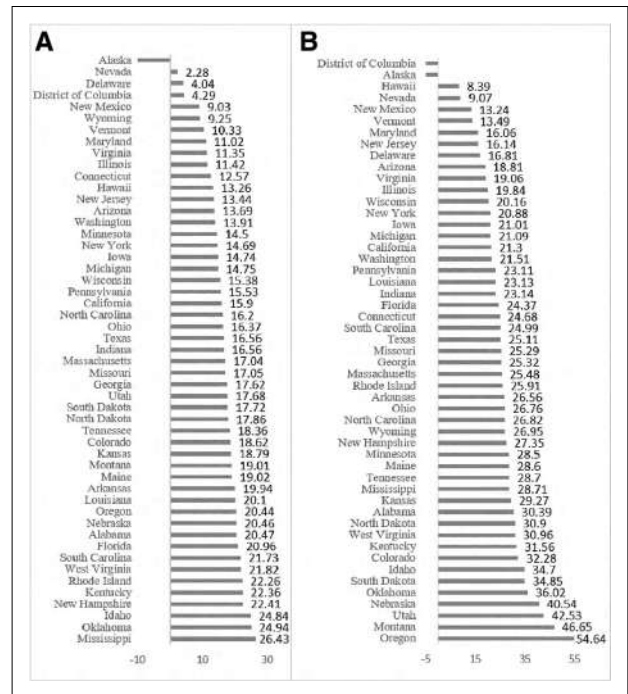 A
Alaska
Nevada 2.28
Delaware 4.04
District of Columbia 4.29
New Mexico 9.03
Wyoming 9.25
Vermont 10.33
Maryland 11.02
Virginia 11.35
Illinois 11.42
Connecticut 12.57
Hawaii 13.26
New Jersey 13.44
Arizona 13.69
Washington 13.91
Minnesota 14.5
New York 14.69
Iowa 14.74
Michigan 14.75
Wisconsin 15.38
Pennsylvania 15.53
California 15.9
North Carolina 16.2
Ohio 16.37
Texas 16.56
Indiana 16.56
Massachusetts 17.04
Missouri 17.05
Georgia 17.62
Utah 17.68
South Dakota 17.72
North Dakota 17.86
Tennessee 18.36
Colorado 18.62
Kansas 18.79
Montana 19.01
Maine 19.02
Arkansas 19.94
Louisiana 20.1
Oregon 20.44
Nebraska 20.46
Alabama 20.47
Florida 20.96
South Carolina 21.73
West Virginia 21.82
Rhode Island 22.26
Kentucky 22.36
New Hampshire 22.41
Idaho 24.84
Oklahoma 24.94
Mississippi 26.43
-10 10 30
B
District of Columbia
Alaska
Hawaii 8.39
Nevada 9.07
New Mexico 13.24
Vermont 13.49
Maryland 16.06
New Jersey 16.14
Delaware 16.81
Arizona 18.81
Virginia 19.06
Illinois 19.84
Wisconsin 20.16
New York 20.88
Iowa 21.01
Michigan 21.09
California 21.3
Washington 21.51
Pennsylvania 23.11
Louisiana 23.13
Indiana 23.14
Florida 24.37
Connecticut 24.68
South Carolina 24.99
Texas 25.11
Missouri 25.29
Georgia 25.32
Massachusetts 25.48
Rhode Island 25.91
Arkansas 26.56
Ohio 26.76
North Carolina 26.82
Wyoming 26.95
New Hampshire 27.35
Minnesota 28.5
Maine 28.6
Tennessee 28.7
Mississippi 28.71
Kansas 29.27
Alabama 30.39
North Dakota 30.9
West Virginia 30.96
Kentucky 31.56
Colorado 32.28
Idaho 34.7
South Dakota 34.85
Oklahoma 36.02
Nebraska 40.54
Utah 42.53
Montana 46.65
Oregon 54.64
-5 15 35 55